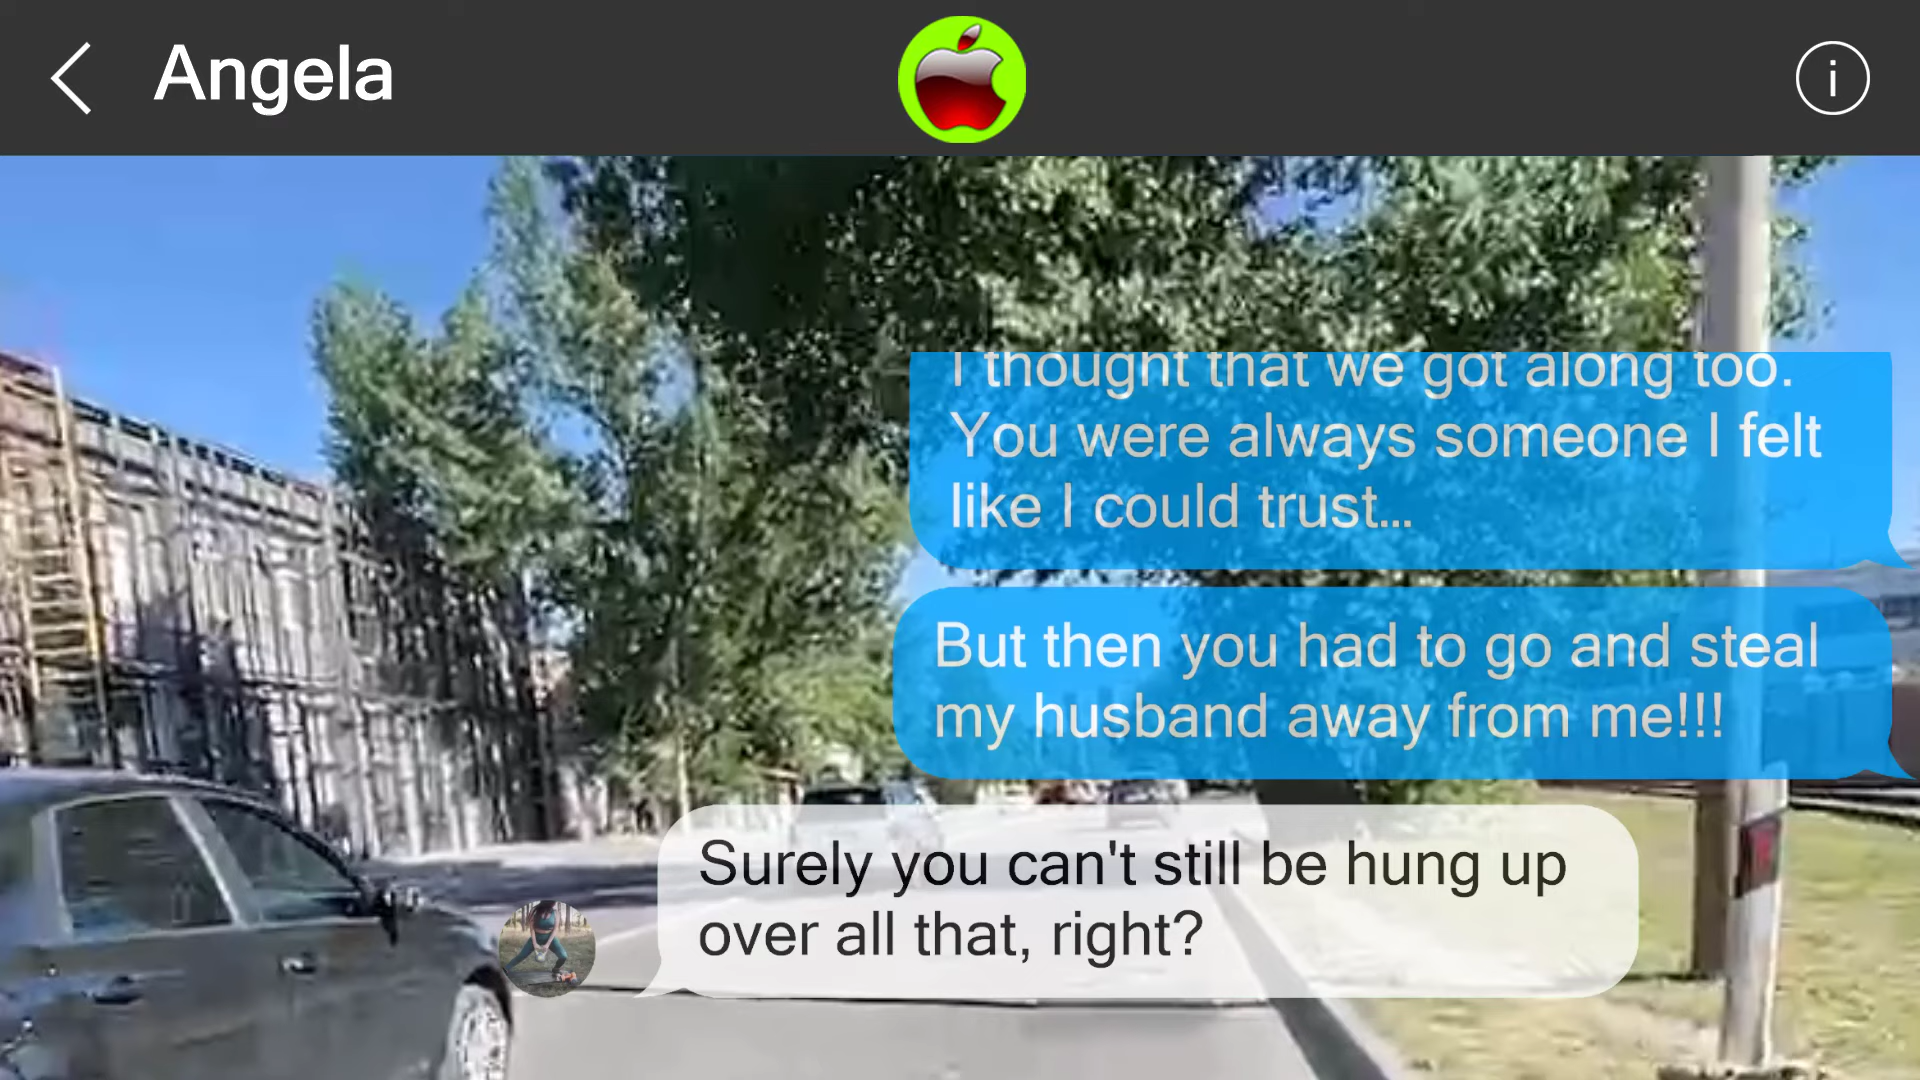 Angela
i
I thought that we got along too.
You were always someone I felt
like I could trust...
But then you had to go and steal
my husband away from me!!!
Surely you can't still be hung up
over all that, right?